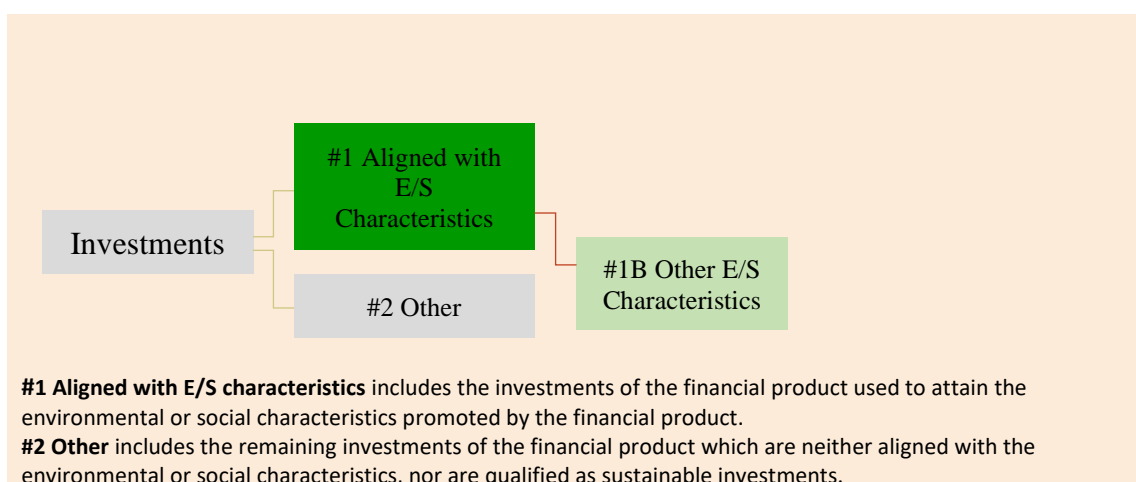 #1 Aligned with
E/S
Characteristics
Investments
#1B Other E/S
Characteristics
#2 Other
#1 Aligned with E/S characteristics includes the investments of the financial product used to attain the
environmental or social characteristics promoted by the financial product.
#2 Other includes the remaining investments of the financial product which are neither aligned with the
environmental or social characteristics, nor are qualified as sustainable investments.